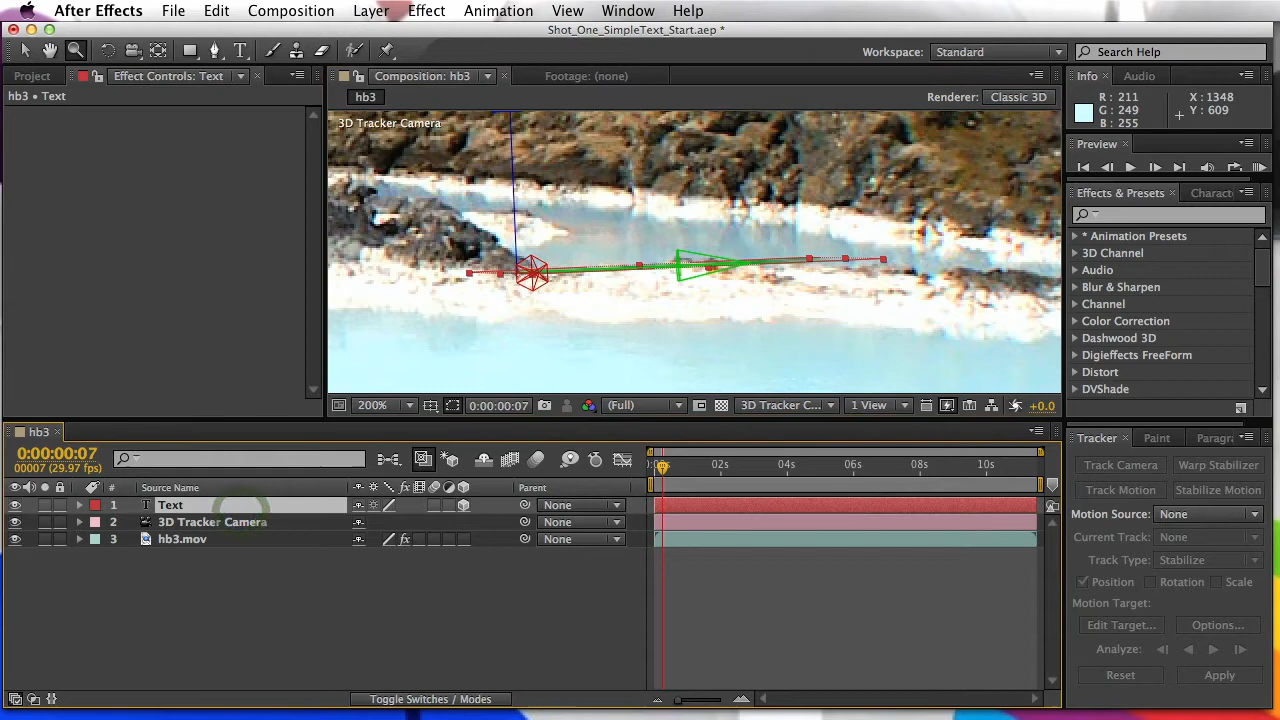 After Effects File Edit Composition Layer Effect Animation View Window Help
Shot_One_SimpleText_Start.aep *
Workspace: Standard Search Help
Project Effect Controls: Text Composition: hb3 Footage: (none) Info Audio
hb3 • Text
hb3
Renderer: Classic 3D
R : 211
G : 249
B : 255
X : 1348
Y : 609
3D Tracker Camera
Preview
Effects & Presets Charact
* Animation Presets
3D Channel
Audio
Blur & Sharpen
Channel
Color Correction
Dashwood 3D
Digieffects FreeForm
Distort
DVShade
200% 0:00:00:07 (Full) 3D Tracker C... 1 View +0.0
hb3
Tracker Paint Paragra
0:00:00:07
00007 (29.97 fps)
02s 04s 06s 08s 10s
Track Camera Warp Stabilizer
Track Motion Stabilize Motion
# Source Name Parent
1 T Text None
2 3D Tracker Camera None
3 hb3.mov None
Motion Source: None
Current Track: None
Track Type: Stabilize
Position Rotation Scale
Motion Target:
Edit Target... Options...
Analyze:
Reset Apply
Toggle Switches / Modes